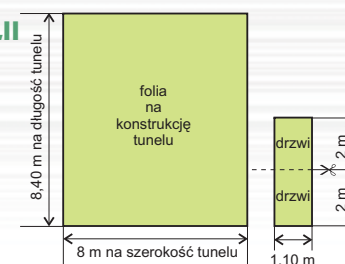 LII
8,40 m na długość tunelu
folia
na
konstrukcję
tunelu
8 m na szerokość tunelu
drzwi
drzwi
2 m
2 m
1,10 m